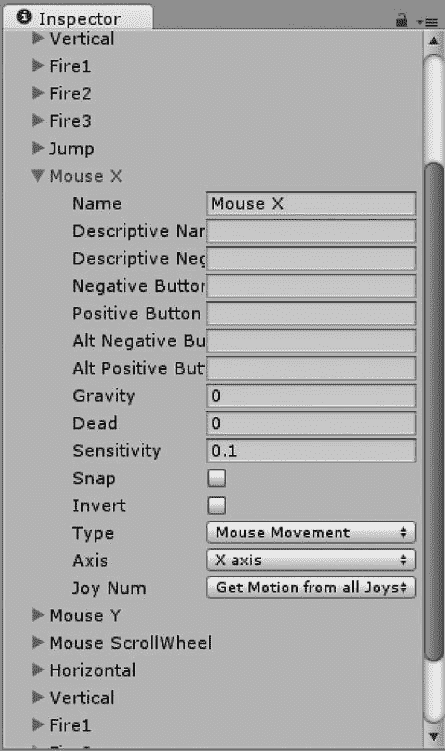 Inspector
Vertical
Fire1
Fire2
Fire3
Jump
Mouse X
Name Mouse X
Descriptive Nar
Descriptive Neg
Negative Button
Positive Button
Alt Negative Bu
Alt Positive But
Gravity 0
Dead 0
Sensitivity 0.1
Snap
Invert
Type Mouse Movement
Axis X axis
Joy Num Get Motion from all Joys
Mouse Y
Mouse ScrollWheel
Horizontal
Vertical
Fire1